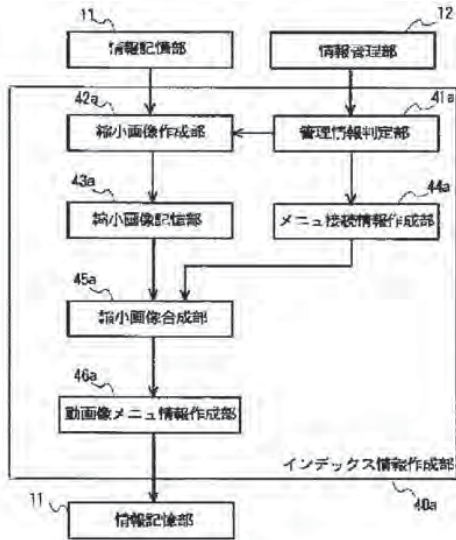 11
12
情報記憶部
情報管理部
42a
41a
縮小画像作成部
管理情報判定部
43a
44a
縮小画像記憶部
メニュー接続情報作成部
45a
縮小画像合成部
46a
動画像メニュー情報作成部
インデックス情報作成部
11
40a
情報記憶部